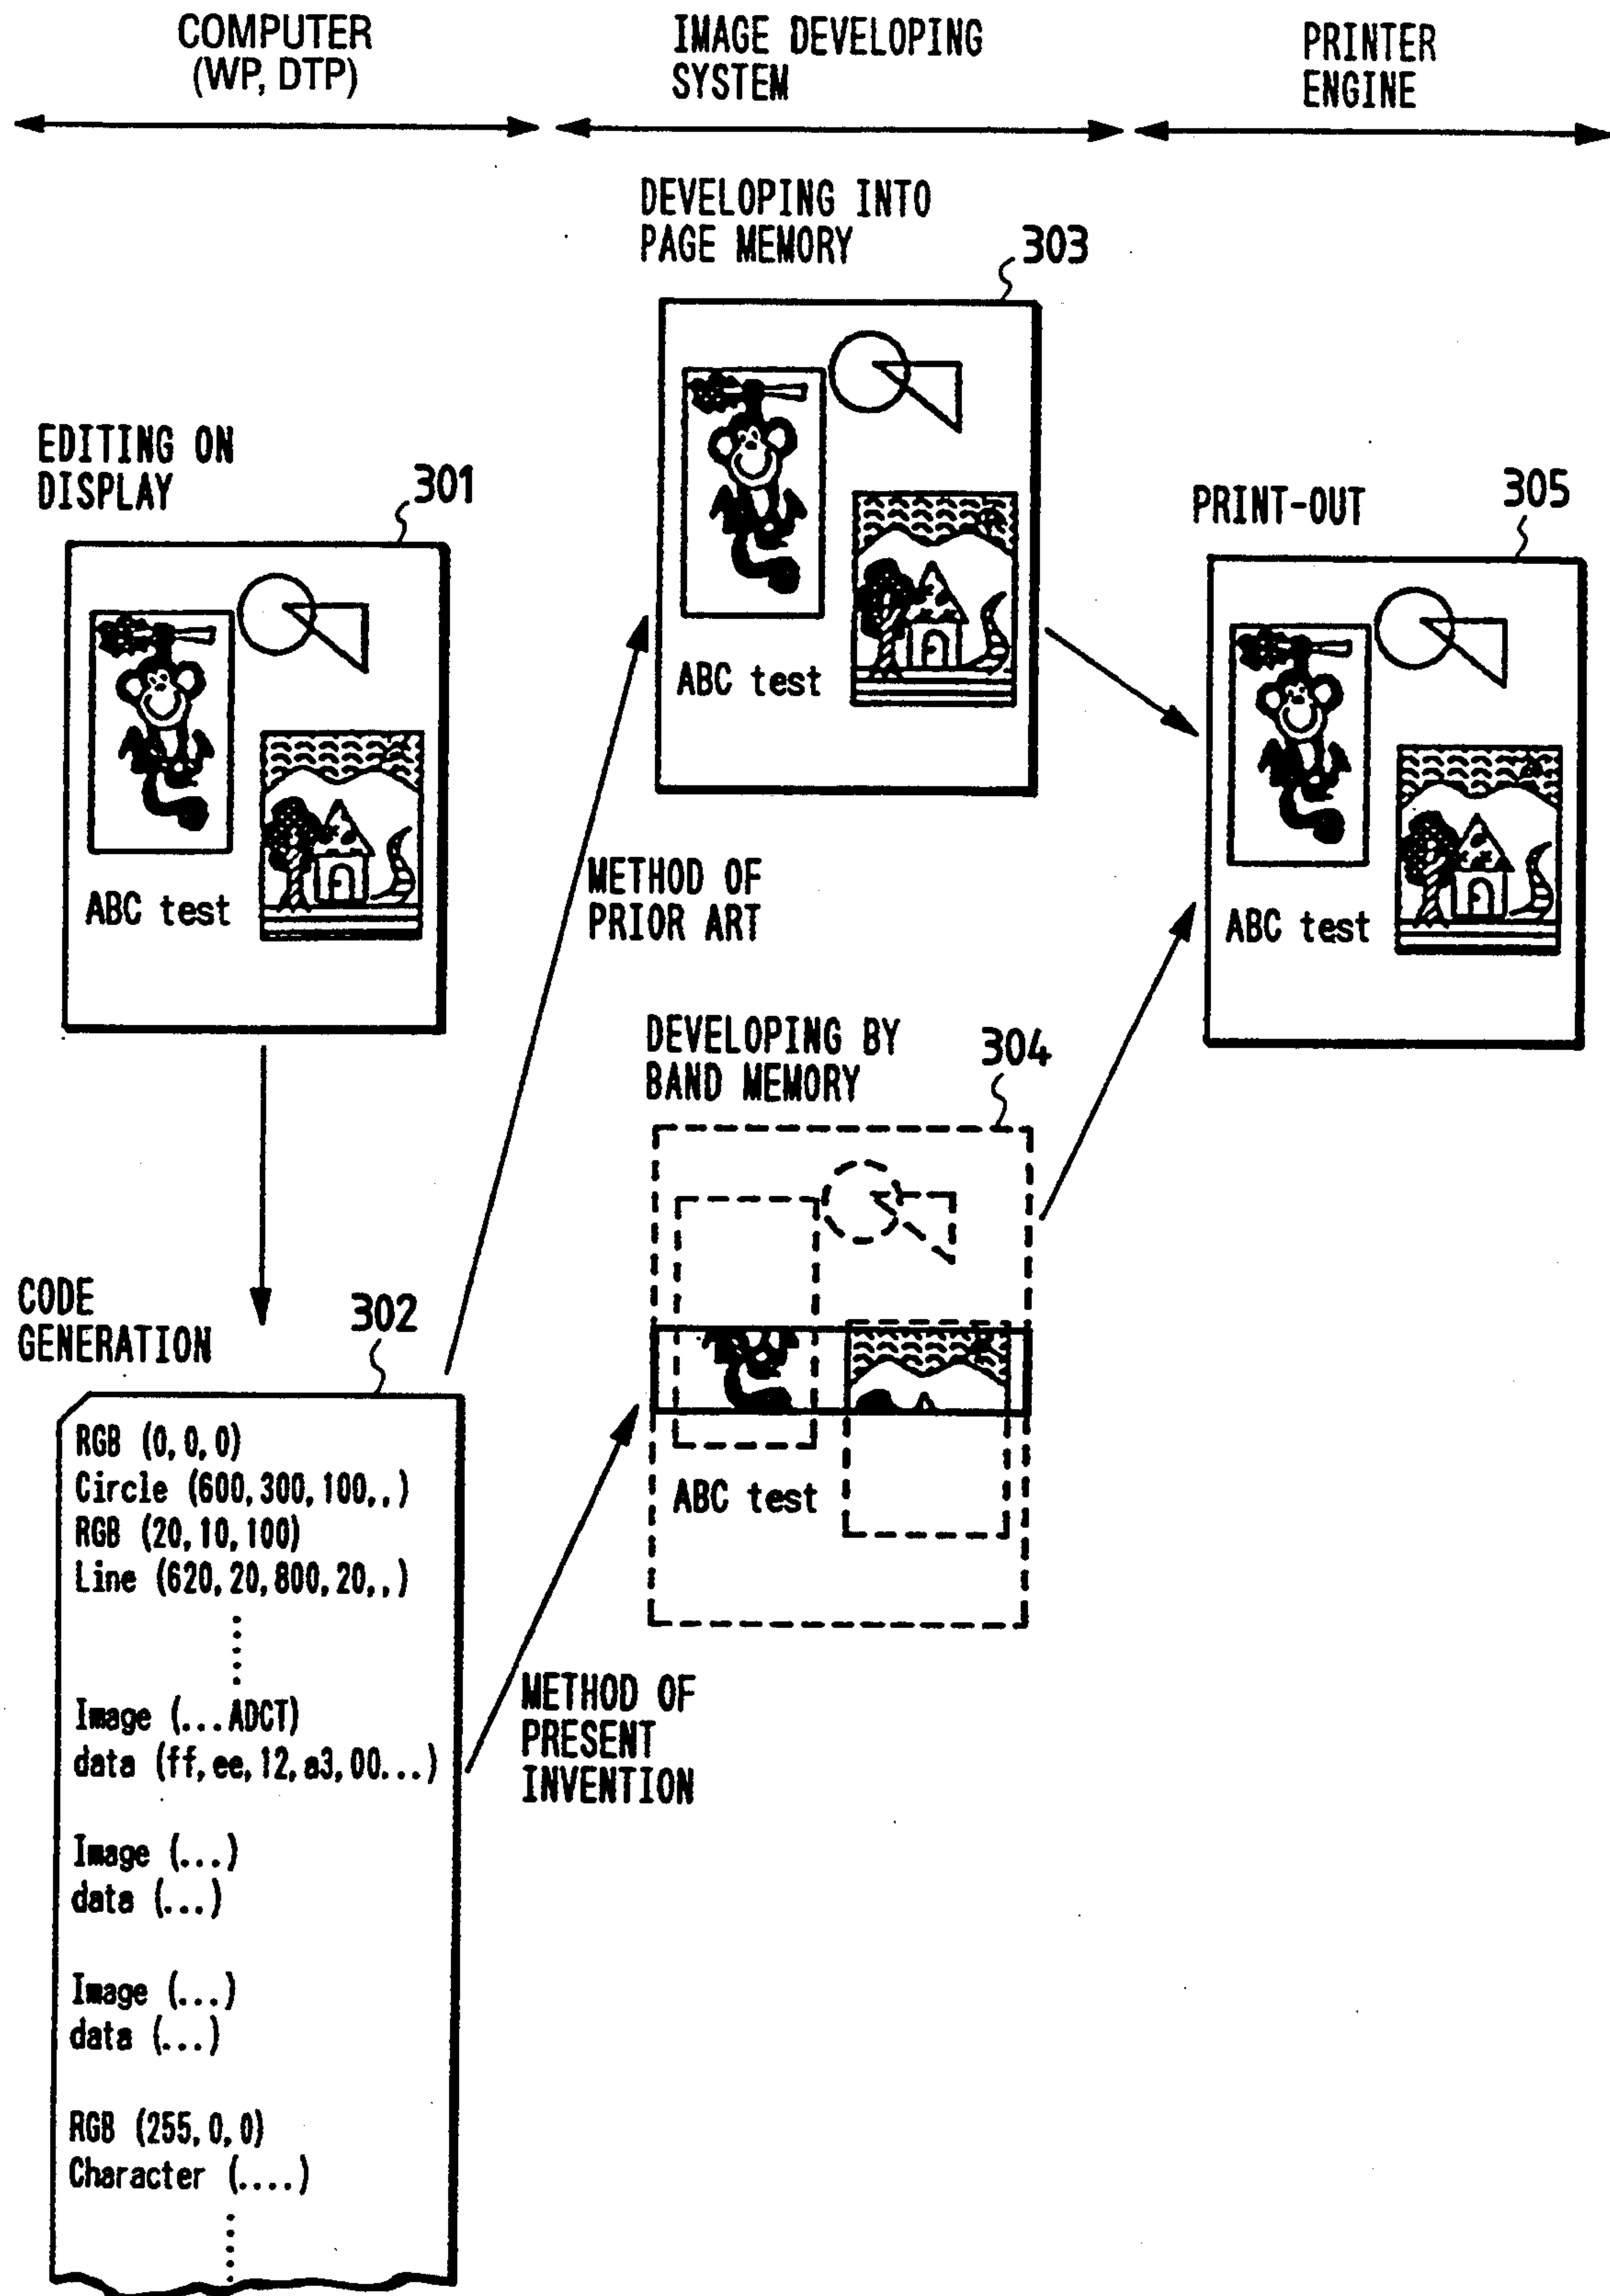 COMPUTER
(WP, DTP)
IMAGE DEVELOPING
SYSTEM
PRINTER
ENGINE
DEVELOPING INTO
PAGE MEMORY
303
EDITING ON
DISPLAY
301
PRINT-OUT
305
ABC test
ABC test
ABC test
METHOD OF
PRIOR ART
DEVELOPING BY
BAND MEMORY
304
CODE
GENERATION
302
RGB (0,0,0)
Circle (600,300,100,,)
RGB (20,10,100)
Line (620,20,800,20,,)
Image (...ADCT)
data (ff,ee,12,a3,00...)
Image (...)
data (...)
Image (...)
data (...)
RGB (255,0,0)
Character (....)
ABC test
METHOD OF
PRESENT
INVENTION